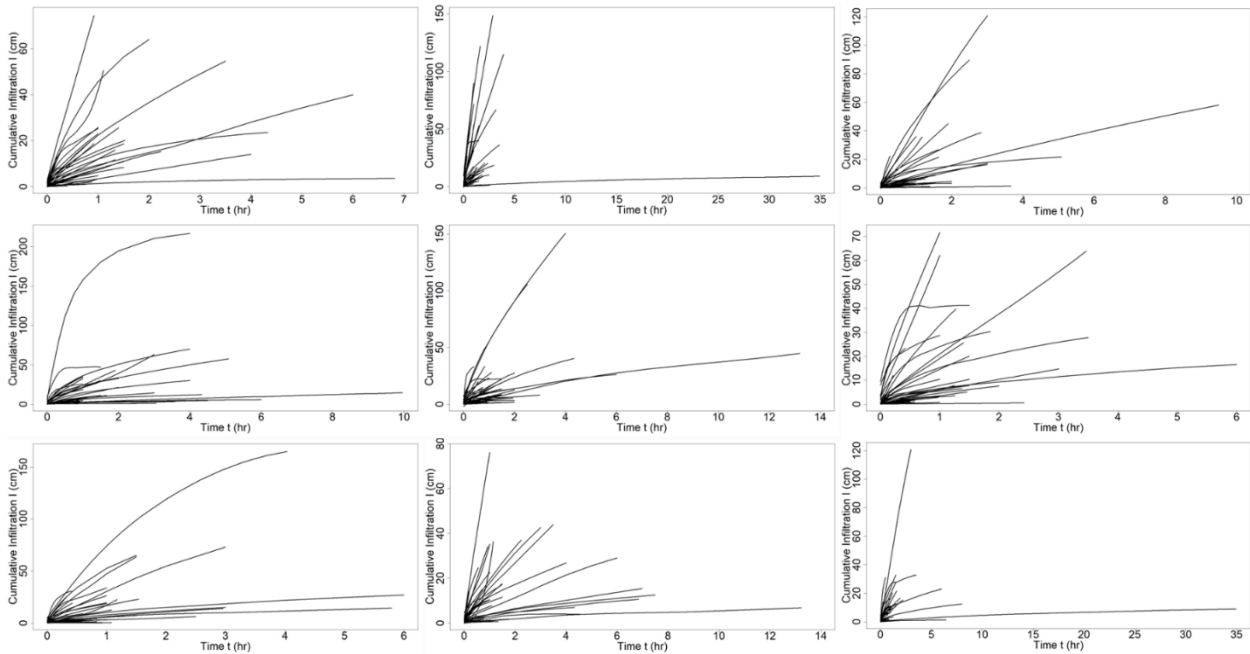 Cumulative Infiltration I (cm)
60
40
20
0
0 1 2 3 4 5 6 7
Time t (hr)
Cumulative Infiltration I (cm)
150
100
50
0
0 5 10 15 20 25 30 35
Time t (hr)
Cumulative Infiltration I (cm)
120
100
80
60
40
20
0
0 2 4 6 8 10
Time t (hr)
Cumulative Infiltration I (cm)
200
150
100
50
0
0 2 4 6 8 10
Time t (hr)
Cumulative Infiltration I (cm)
150
100
50
0
0 2 4 6 8 10 12 14
Time t (hr)
Cumulative Infiltration I (cm)
70
60
50
40
30
20
10
0
0 1 2 3 4 5 6
Time t (hr)
Cumulative Infiltration I (cm)
150
100
50
0
0 1 2 3 4 5 6
Time t (hr)
Cumulative Infiltration I (cm)
80
60
40
20
0
0 2 4 6 8 10 12 14
Time t (hr)
Cumulative Infiltration I (cm)
120
100
80
60
40
20
0
0 5 10 15 20 25 30 35
Time t (hr)